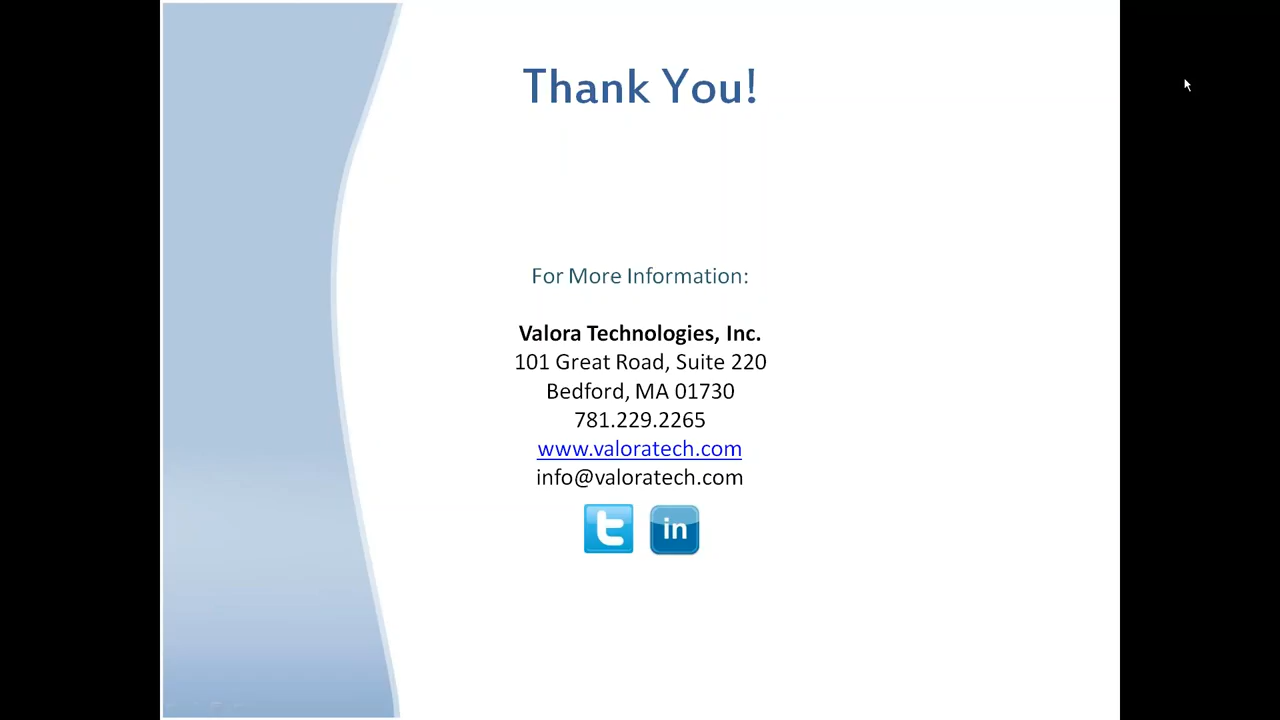 Thank You!
For More Information:
Valora Technologies, Inc.
101 Great Road, Suite 220
Bedford, MA 01730
781.229.2265
www.valoratech.com
info@valoratech.com
t in